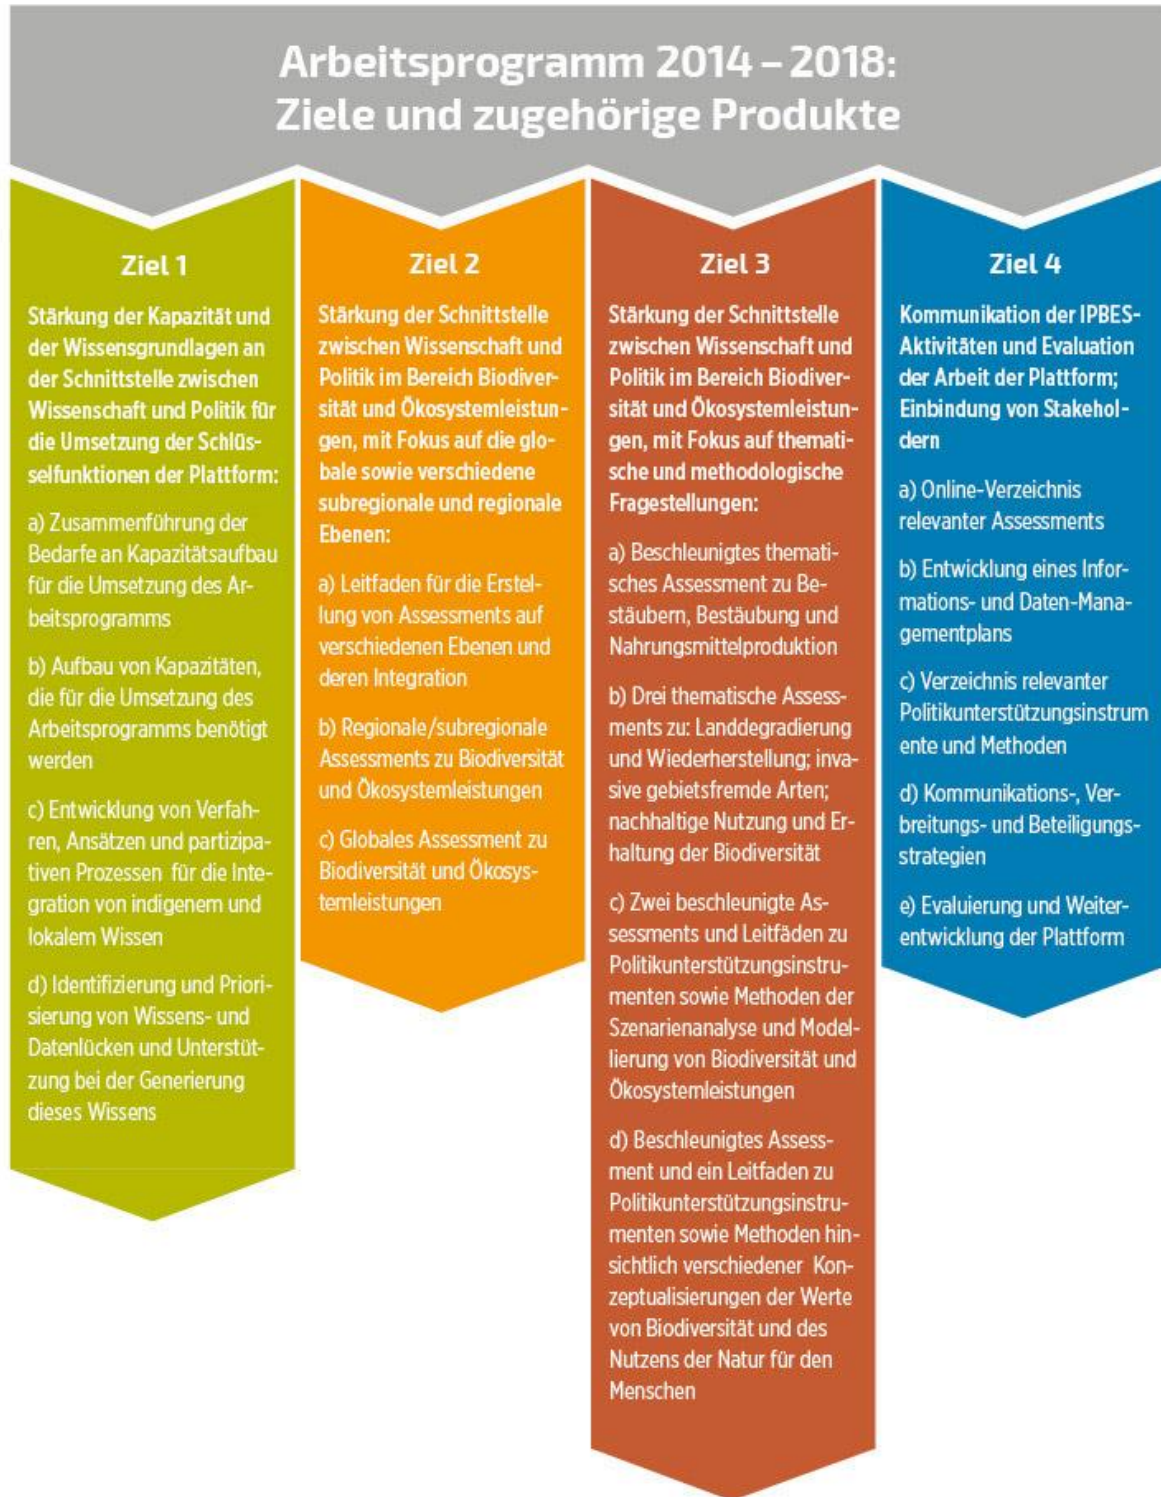 Arbeitsprogramm 2014 – 2018:
Ziele und zugehörige Produkte
Ziel 1
Stärkung der Kapazität und
der Wissensgrundlagen an
der Schnittstelle zwischen
Wissenschaft und Politik für
die Umsetzung der Schlüs-
selfunktionen der Plattform:
a) Zusammenführung der
Bedarfe an Kapazitätsaufbau
für die Umsetzung des Ar-
beitsprogramms
b) Aufbau von Kapazitäten,
die für die Umsetzung des
Arbeitsprogramms benötigt
werden
c) Entwicklung von Verfah-
ren, Ansätzen und partizipa-
tiven Prozessen für die Inte-
gration von indigenem und
lokalem Wissen
d) Identifizierung und Priori-
sierung von Wissens- und
Datenlücken und Unterstüt-
zung bei der Generierung
dieses Wissens
Ziel 2
Stärkung der Schnittstelle
zwischen Wissenschaft und
Politik im Bereich Biodiver-
sität und Ökosystemleistun-
gen, mit Fokus auf die glo-
bale sowie verschiedene
subregionale und regionale
Ebenen:
a) Leitfaden für die Erstel-
lung von Assessments auf
verschiedenen Ebenen und
deren Integration
b) Regionale/subregionale
Assessments zu Biodiversität
und Ökosystemleistungen
c) Globales Assessment zu
Biodiversität und Ökosys-
temleistungen
Ziel 3
Stärkung der Schnittstelle
zwischen Wissenschaft und
Politik im Bereich Biodiver-
sität und Ökosystemleistun-
gen, mit Fokus auf themati-
sche und methodologische
Fragestellungen:
a) Beschleunigtes themati-
sches Assessment zu Be-
stäubern, Bestäubung und
Nahrungsmittelproduktion
b) Drei thematische Assess-
ments zu: Landdegradierung
und Wiederherstellung; inva-
sive gebietsfremde Arten;
nachhaltige Nutzung und Er-
haltung der Biodiversität
c) Zwei beschleunigte As-
sessments und Leitfäden zu
Politikunterstützungsinstru-
menten sowie Methoden der
Szenarienanalyse und Model-
lierung von Biodiversität und
Ökosystemleistungen
d) Beschleunigtes Assess-
ment und ein Leitfaden zu
Politikunterstützungsinstru-
menten sowie Methoden hin-
sichtlich verschiedener Kon-
zeptualisierungen der Werte
von Biodiversität und des
Nutzens der Natur für den
Menschen
Ziel 4
Kommunikation der IPBES-
Aktivitäten und Evaluation
der Arbeit der Plattform;
Einbindung von Stakehol-
dern
a) Online-Verzeichnis
relevanter Assessments
b) Entwicklung eines Infor-
mations- und Daten-Mana-
gementplans
c) Verzeichnis relevanter
Politikunterstützungsinstrum
ente und Methoden
d) Kommunikations-, Ver-
breitungs- und Beteiligungs-
strategien
e) Evaluierung und Weiter-
entwicklung der Plattform